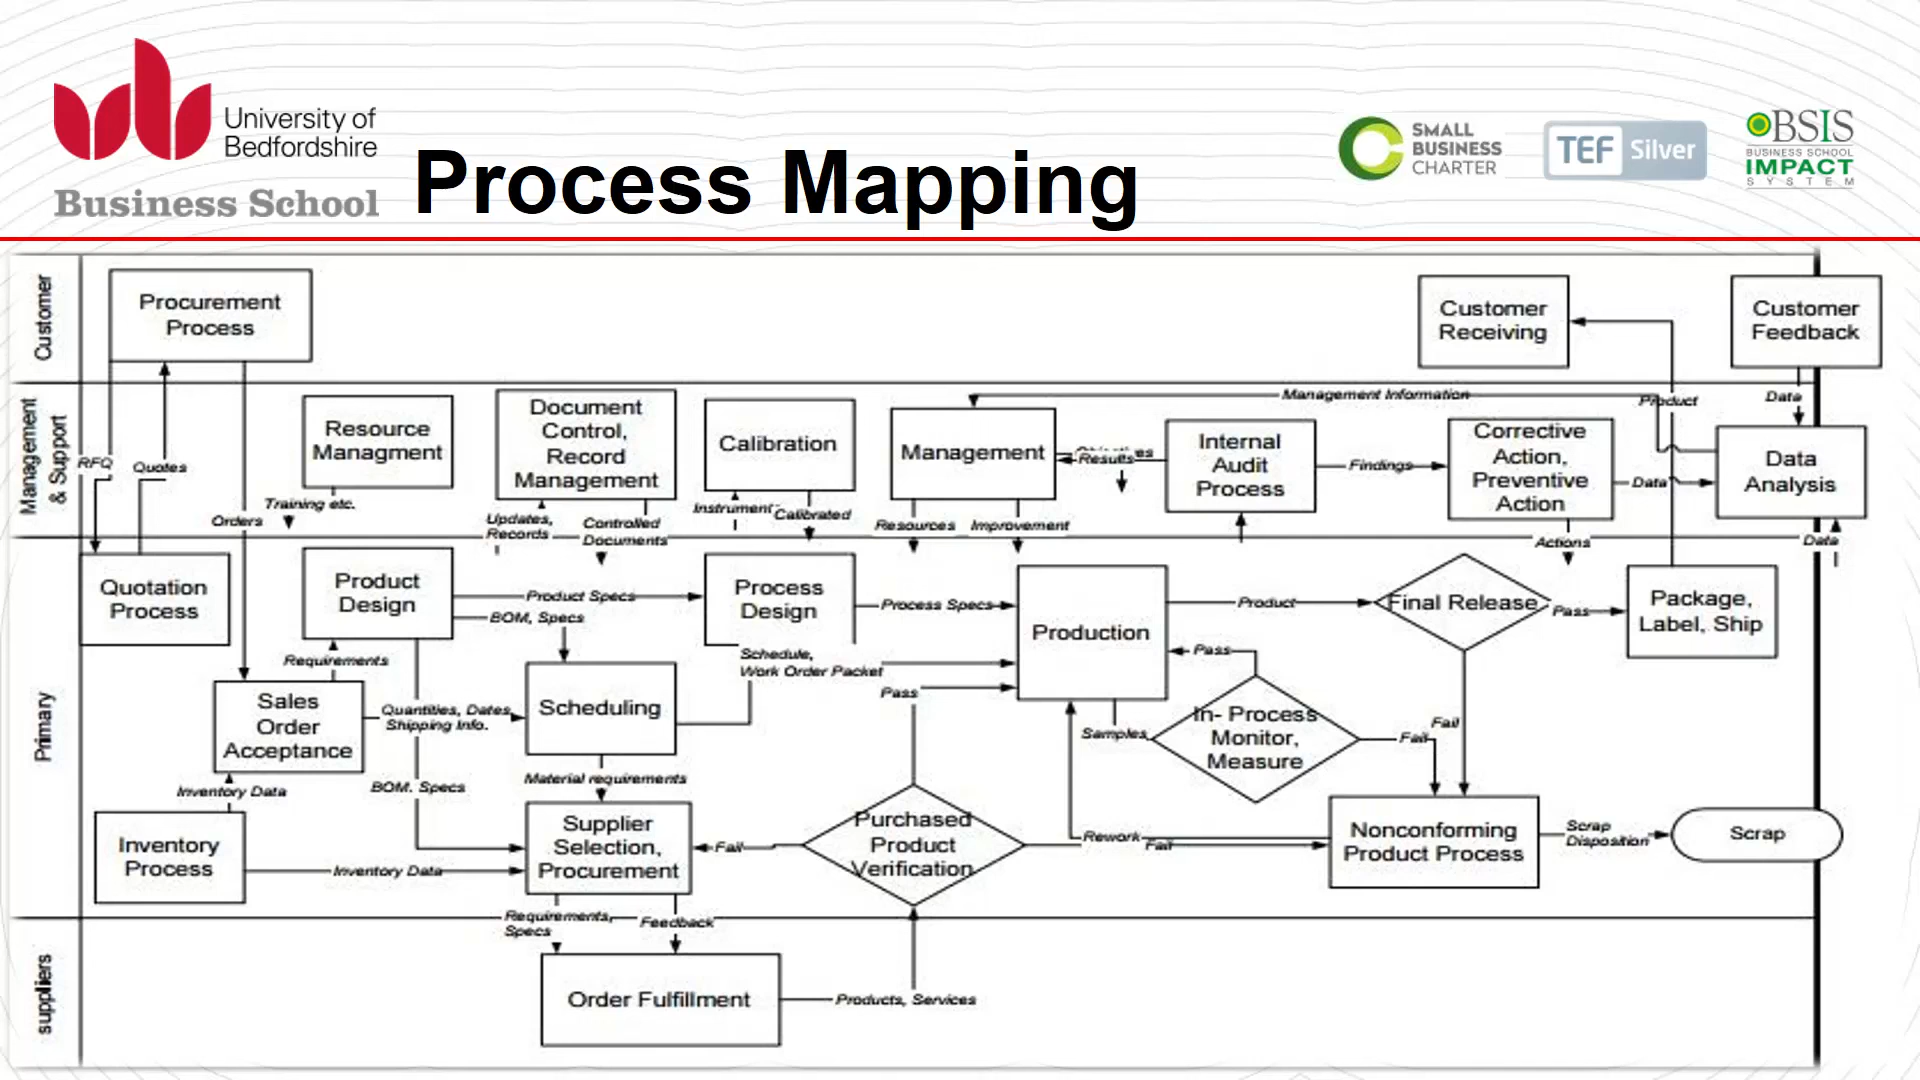 University of
Bedfordshire
Business School
Process Mapping
SMALL
BUSINESS
CHARTER
TEF Silver
BSIS
BUSINESS SCHOOL
IMPACT
SYSTEM
Customer
Procurement
Process
Customer
Receiving
Customer
Feedback
Management
& Support
RFQ
Quotes
Orders
Resource
Managment
Training etc.
Document
Control,
Record
Management
Updates,
Records
Controlled
Documents
Calibration
Instrument
Calibrated
Management
Resources
Improvement
Management Information
Objectives
Results
Internal
Audit
Process
Findings
Corrective
Action,
Preventive
Action
Actions
Data
Product
Data
Data
Analysis
Data
Primary
Quotation
Process
Product
Design
Product Specs
BOM, Specs
Process
Design
Process Specs
Schedule,
Work Order Packet
Pass
Production
Product
Final Release
Pass
Package,
Label, Ship
Requirements
Sales
Order
Acceptance
Quantities, Dates,
Shipping Info.
Scheduling
BOM. Specs
Material requirements
Inventory Data
Inventory
Process
Inventory Data
Supplier
Selection,
Procurement
Fail
Purchased
Product
Verification
Pass
Samples
In- Process
Monitor,
Measure
Fail
Fail
Rework
Fail
Nonconforming
Product Process
Scrap
Disposition
Scrap
suppliers
Requirements,
Specs
Feedback
Order Fulfillment
Products, Services